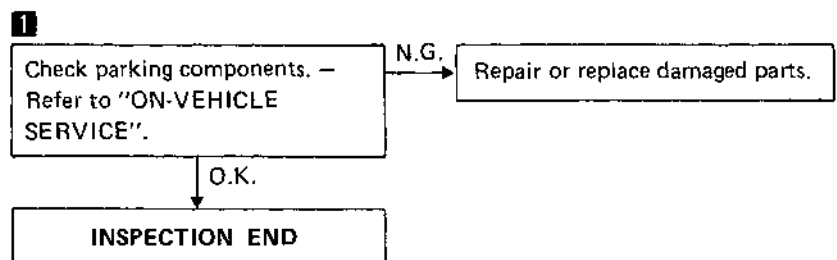 1
Check parking components. —
Refer to "ON-VEHICLE
SERVICE".
N.G.
Repair or replace damaged parts.
O.K.
INSPECTION END